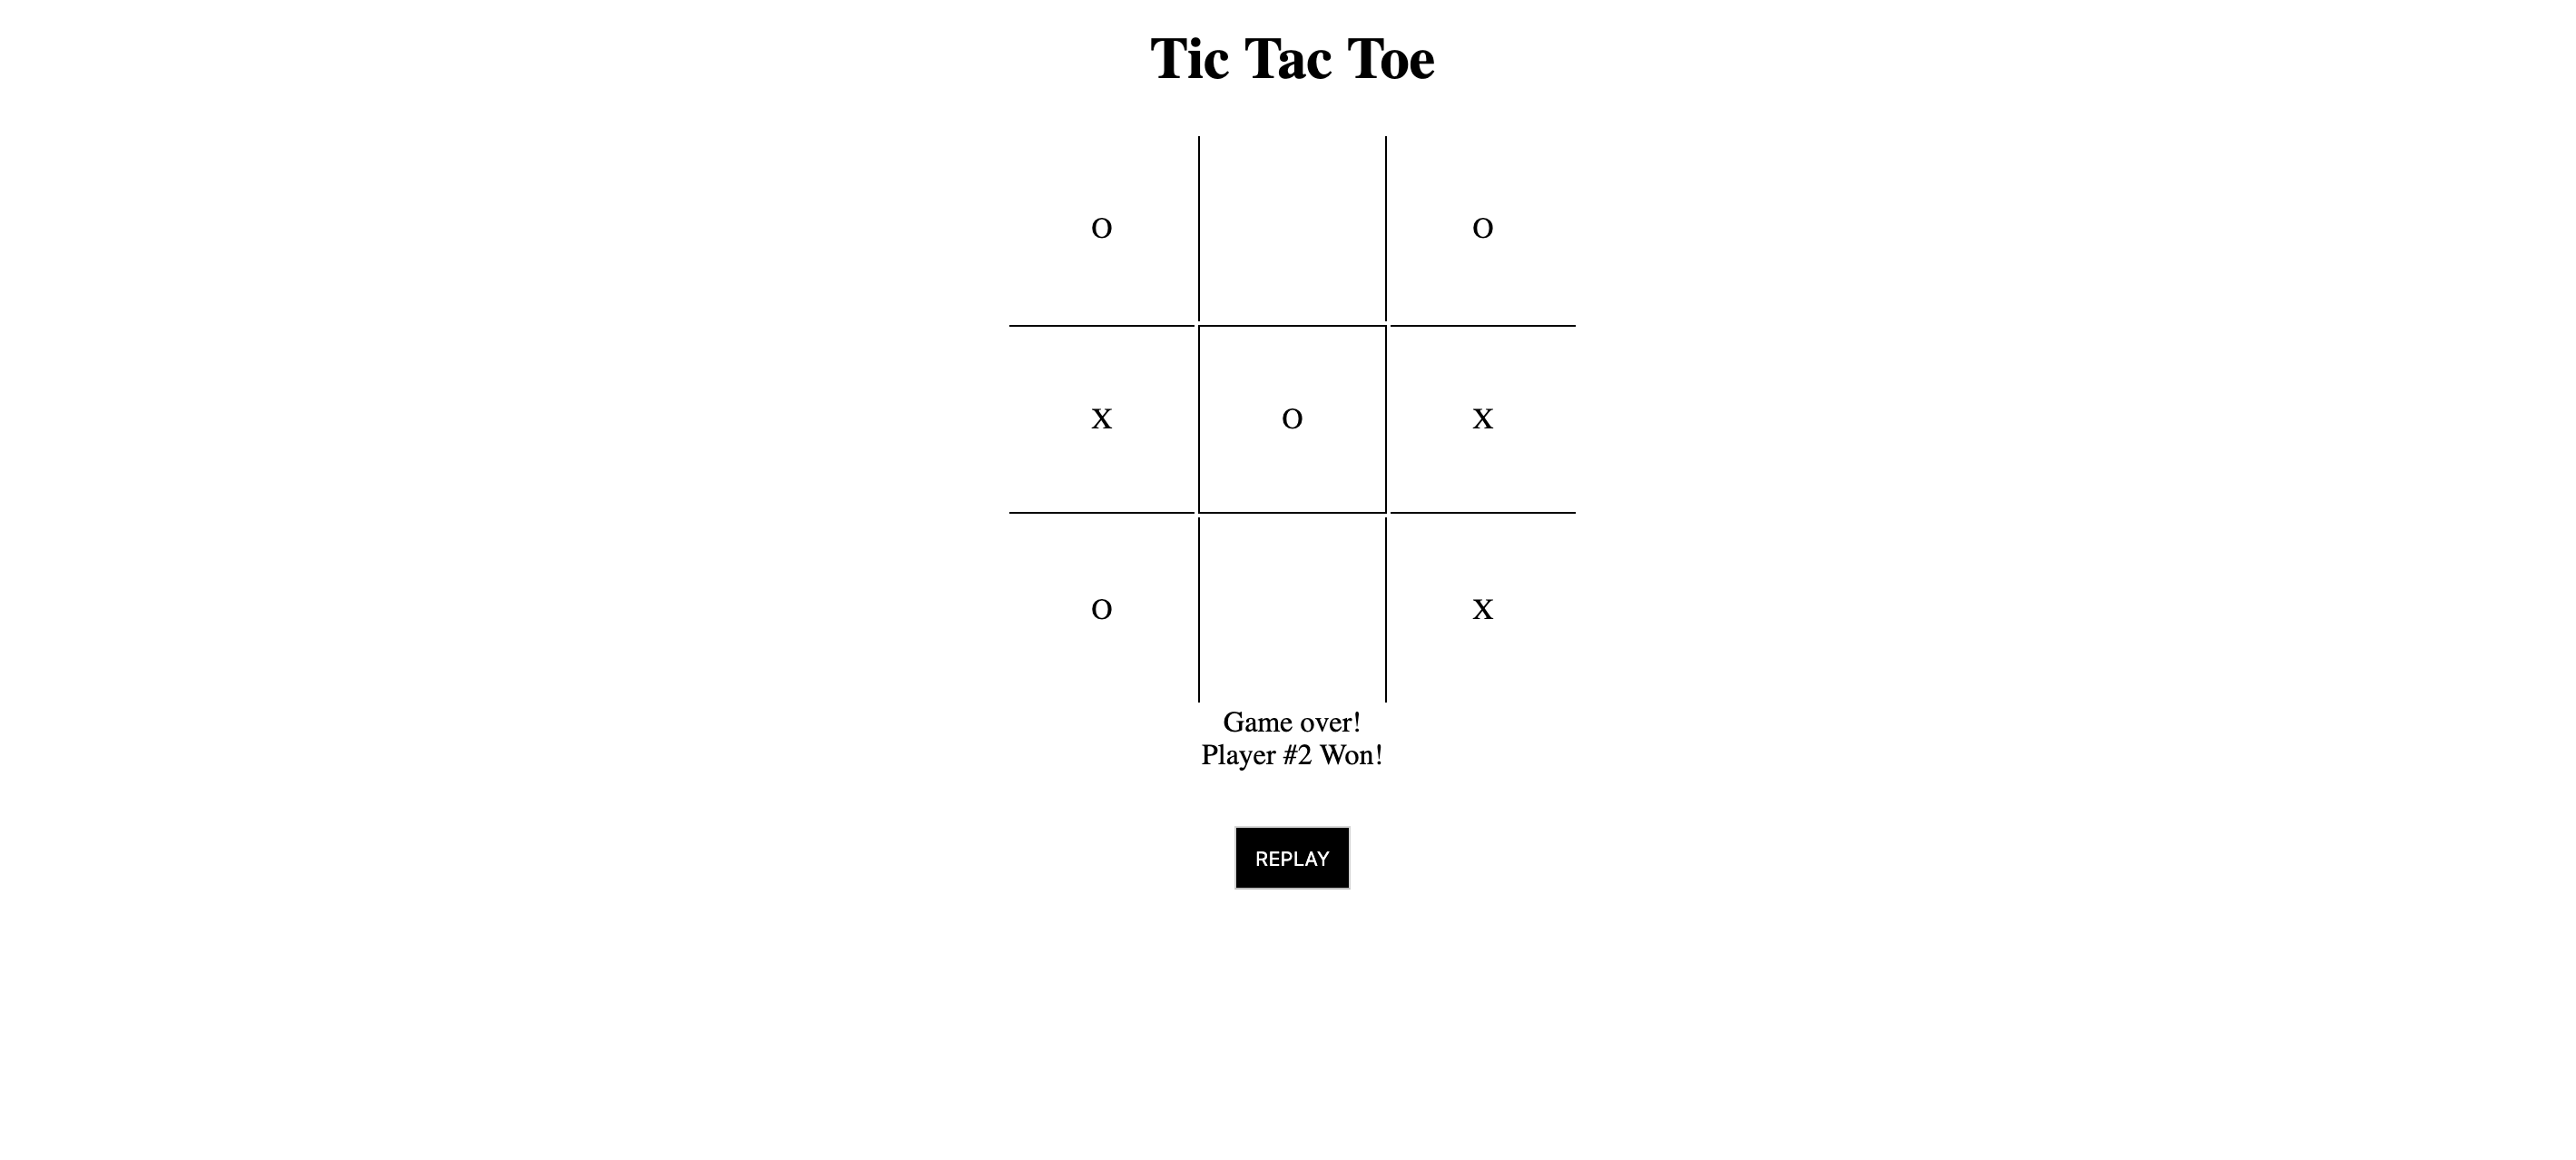 Tic Tac Toe
O O
X O X
O X
Game over!
Player #2 Won!
REPLAY